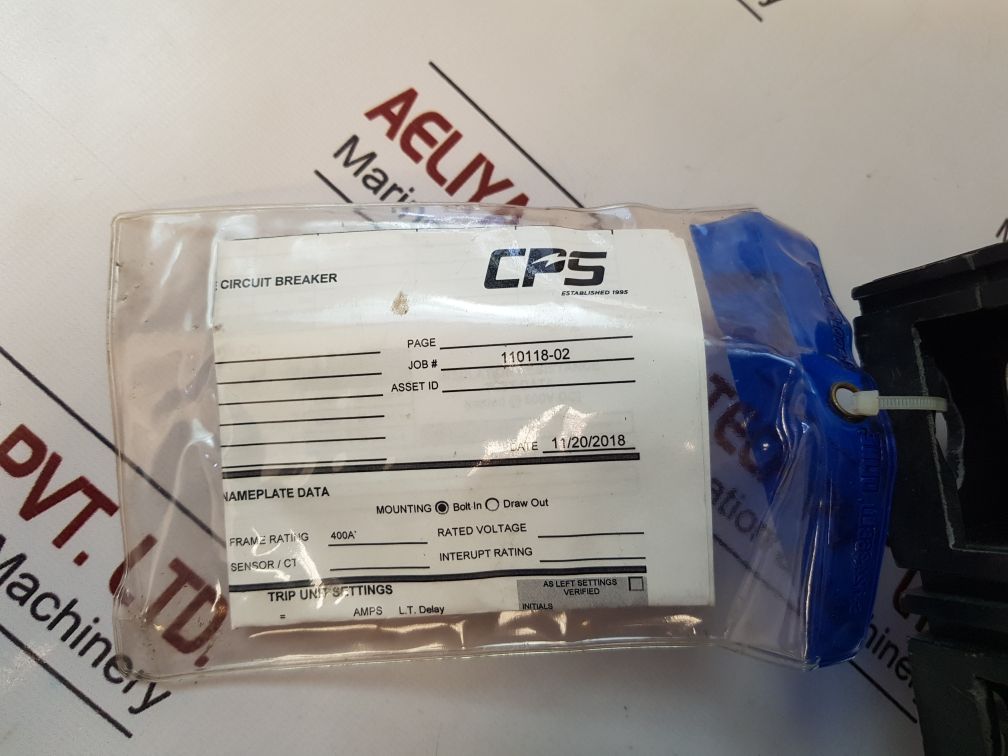 AELIYA
Marin
CPS
ESTABLISHED 1995
CIRCUIT BREAKER
PAGE
JOB # 110118-02
ASSET ID
DATE 11/20/2018
NAMEPLATE DATA
MOUNTING Bolt In Draw Out
FRAME RATING 400A RATED VOLTAGE
SENSOR / CT INTERUPT RATING
TRIP UNIT SETTINGS
AS LEFT SETTINGS
VERIFIED
= AMPS L.T. Delay
INITIALS
PVT. LTD.
Machinery